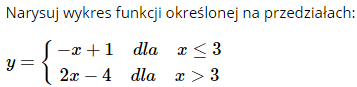 Narysuj wykres funkcji określonej na przedziałach:
y = { −x + 1 dla x ≤ 3
2x − 4 dla x > 3